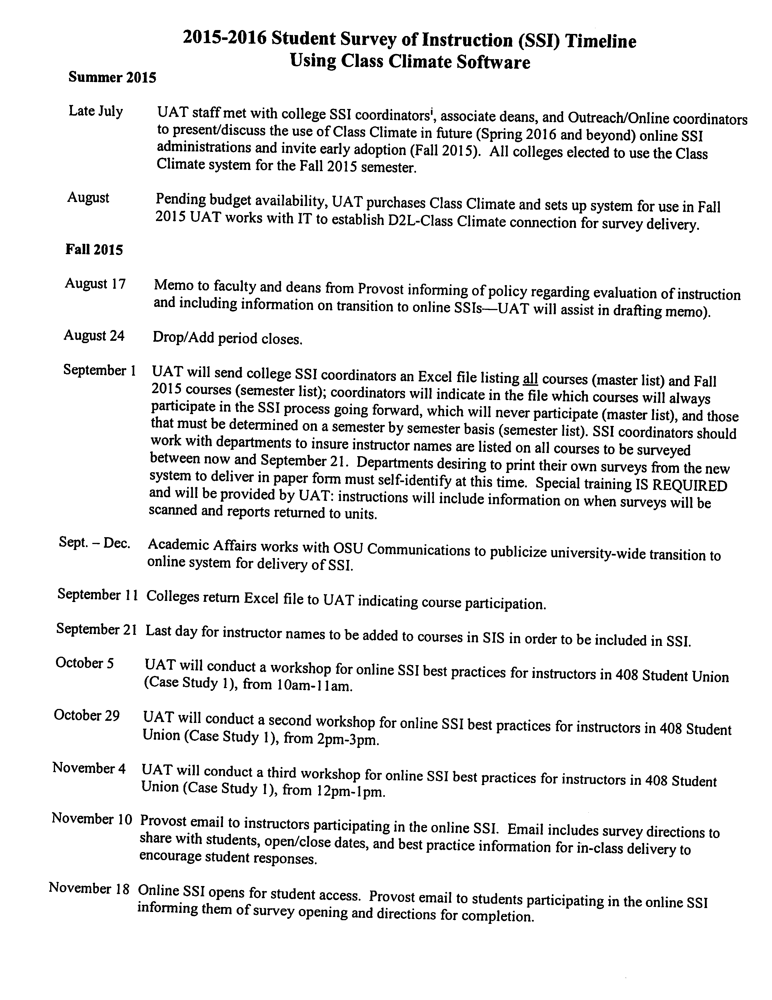 2015-2016 Student Survey of Instruction (SSI) Timeline
Using Class Climate Software
Summer 2015
Late July UAT staff met with college SSI coordinatorsⁱ, associate deans, and Outreach/Online coordinators
to present/discuss the use of Class Climate in future (Spring 2016 and beyond) online SSI
administrations and invite early adoption (Fall 2015). All colleges elected to use the Class
Climate system for the Fall 2015 semester.
August Pending budget availability, UAT purchases Class Climate and sets up system for use in Fall
2015 UAT works with IT to establish D2L-Class Climate connection for survey delivery.
Fall 2015
August 17 Memo to faculty and deans from Provost informing of policy regarding evaluation of instruction
and including information on transition to online SSIs—UAT will assist in drafting memo).
August 24 Drop/Add period closes.
September 1 UAT will send college SSI coordinators an Excel file listing all courses (master list) and Fall
2015 courses (semester list); coordinators will indicate in the file which courses will always
participate in the SSI process going forward, which will never participate (master list), and those
that must be determined on a semester by semester basis (semester list). SSI coordinators should
work with departments to insure instructor names are listed on all courses to be surveyed
between now and September 21. Departments desiring to print their own surveys from the new
system to deliver in paper form must self-identify at this time. Special training IS REQUIRED
and will be provided by UAT: instructions will include information on when surveys will be
scanned and reports returned to units.
Sept. – Dec. Academic Affairs works with OSU Communications to publicize university-wide transition to
online system for delivery of SSI.
September 11 Colleges return Excel file to UAT indicating course participation.
September 21 Last day for instructor names to be added to courses in SIS in order to be included in SSI.
October 5 UAT will conduct a workshop for online SSI best practices for instructors in 408 Student Union
(Case Study 1), from 10am-11am.
October 29 UAT will conduct a second workshop for online SSI best practices for instructors in 408 Student
Union (Case Study 1), from 2pm-3pm.
November 4 UAT will conduct a third workshop for online SSI best practices for instructors in 408 Student
Union (Case Study 1), from 12pm-1pm.
November 10 Provost email to instructors participating in the online SSI. Email includes survey directions to
share with students, open/close dates, and best practice information for in-class delivery to
encourage student responses.
November 18 Online SSI opens for student access. Provost email to students participating in the online SSI
informing them of survey opening and directions for completion.